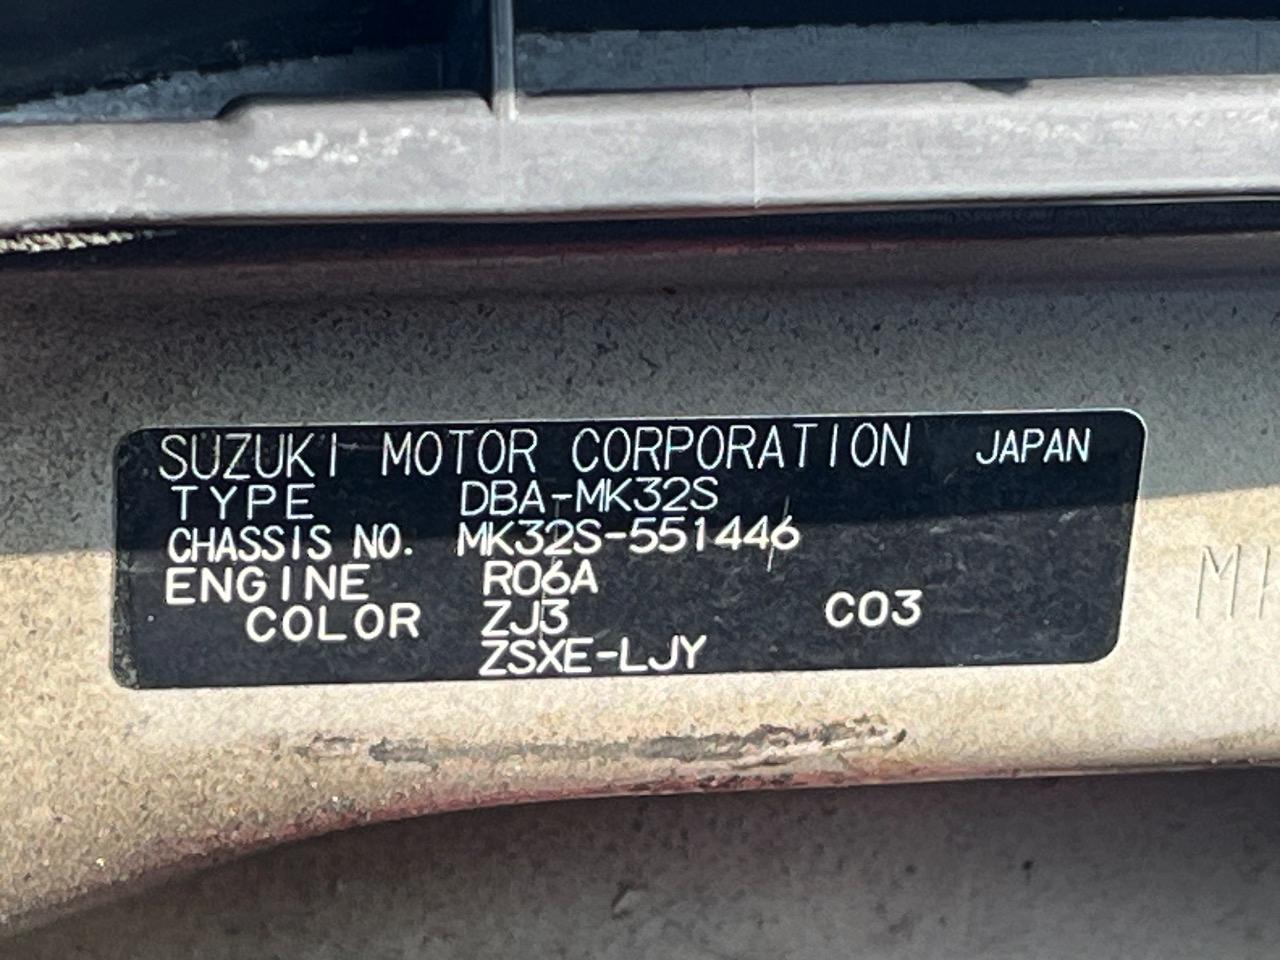 SUZUKI MOTOR CORPORATION JAPAN
TYPE DBA-MK32S
CHASSIS NO. MK32S-551446
ENGINE R06A
COLOR ZJ3 C03
ZSXE-LJY